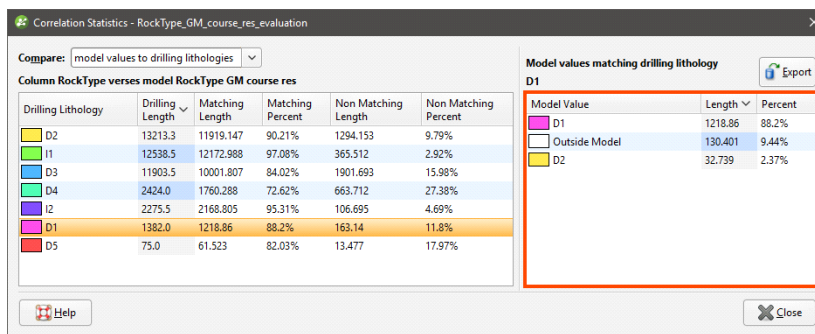 Correlation Statistics - RockType_GM_course_res_evaluation
Compare: model values to drilling lithologies
Column RockType verses model RockType GM course res
Drilling Lithology Drilling Length Matching Length Matching Percent Non Matching Length Non Matching Percent
D2 13213.3 11919.147 90.21% 1294.153 9.79%
I1 12538.5 12172.988 97.08% 365.512 2.92%
D3 11903.5 10001.807 84.02% 1901.693 15.98%
D4 2424.0 1760.288 72.62% 663.712 27.38%
I2 2275.5 2168.805 95.31% 106.695 4.69%
D1 1382.0 1218.86 88.2% 163.14 11.8%
D5 75.0 61.523 82.03% 13.477 17.97%
Model values matching drilling lithology
D1
Export
Model Value Length Percent
D1 1218.86 88.2%
Outside Model 130.401 9.44%
D2 32.739 2.37%
Help
Close